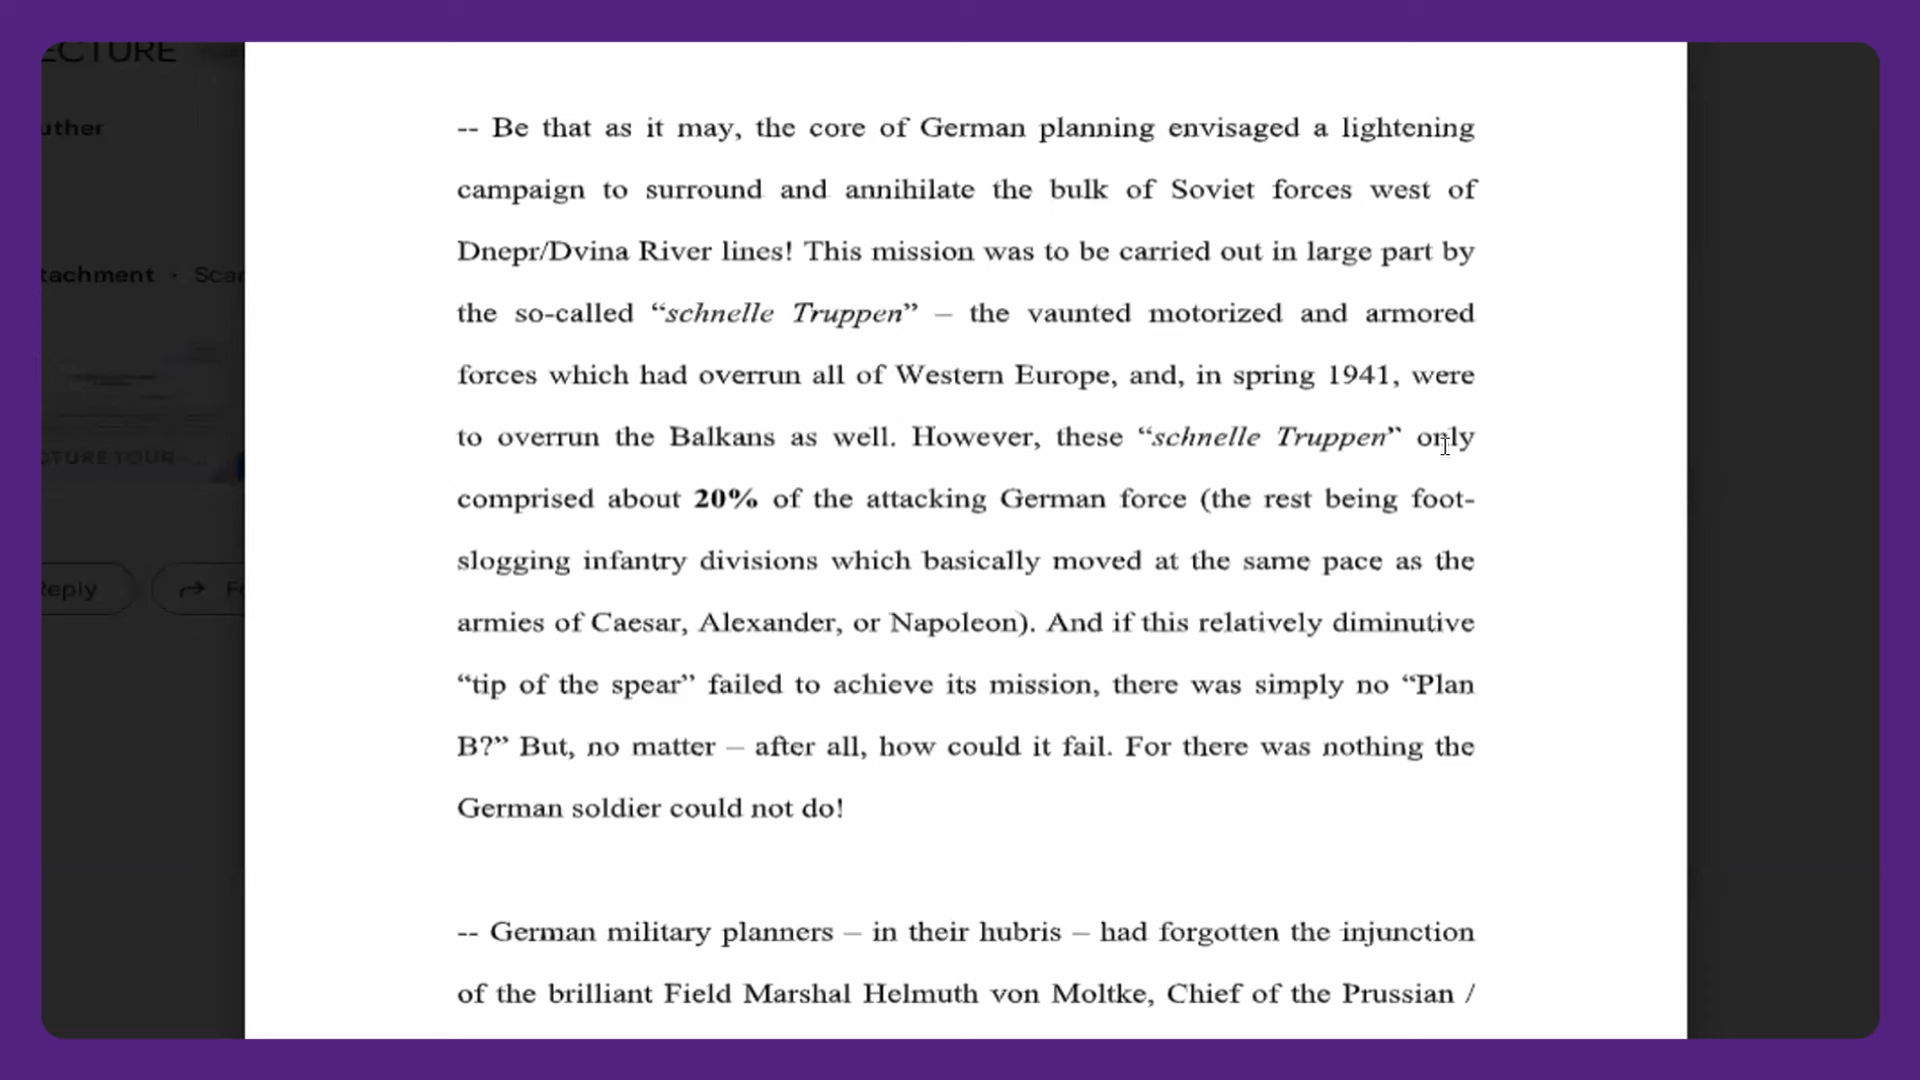 ECTURE
uther
tachment · Scan
CTURE TOUR -...
Reply
-- Be that as it may, the core of German planning envisaged a lightening
campaign to surround and annihilate the bulk of Soviet forces west of
Dnepr/Dvina River lines! This mission was to be carried out in large part by
the so-called “schnelle Truppen” – the vaunted motorized and armored
forces which had overrun all of Western Europe, and, in spring 1941, were
to overrun the Balkans as well. However, these “schnelle Truppen” only
comprised about 20% of the attacking German force (the rest being foot-
slogging infantry divisions which basically moved at the same pace as the
armies of Caesar, Alexander, or Napoleon). And if this relatively diminutive
“tip of the spear” failed to achieve its mission, there was simply no “Plan
B?” But, no matter – after all, how could it fail. For there was nothing the
German soldier could not do!
-- German military planners – in their hubris – had forgotten the injunction
of the brilliant Field Marshal Helmuth von Moltke, Chief of the Prussian /